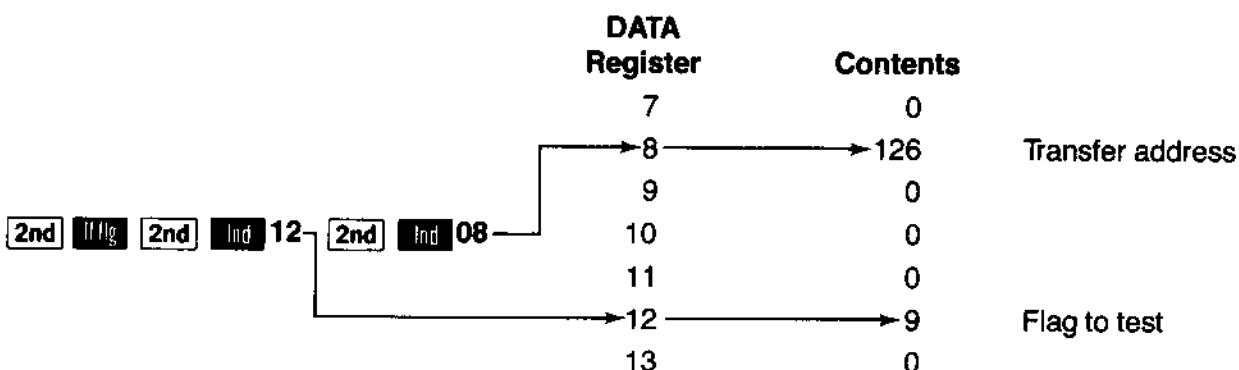 DATA
Register Contents
7 0
8 126 Transfer address
9 0
2nd If flg 2nd Ind 12 2nd Ind 08 10 0
11 0
12 9 Flag to test
13 0